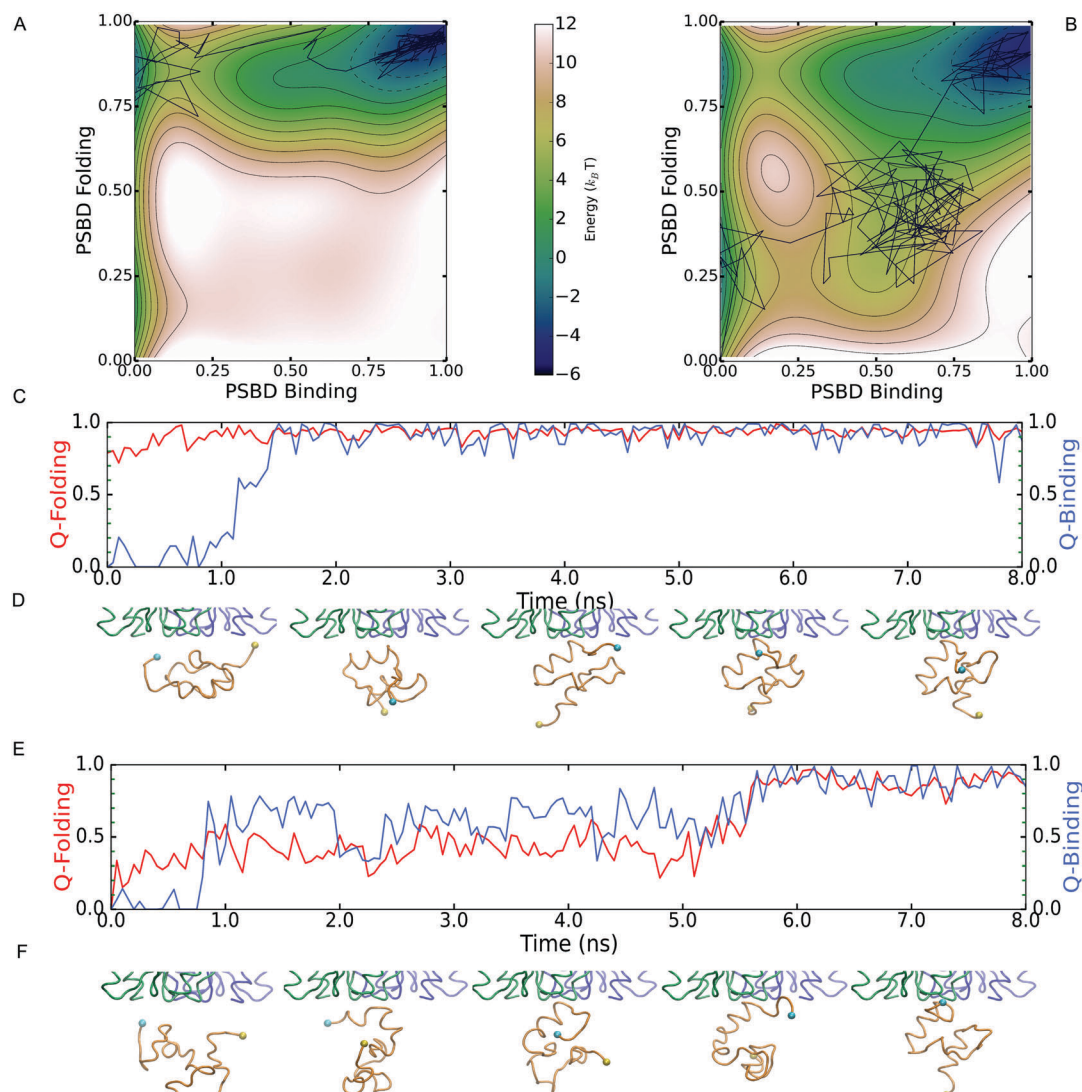 A
B
1.00
0.75
0.50
0.25
0.00
PSBD Folding
0.00 0.25 0.50 0.75 1.00
PSBD Binding
12
10
8
6
4
2
0
−2
−4
−6
Energy (k_B T)
1.00
0.75
0.50
0.25
0.00
PSBD Folding
0.00 0.25 0.50 0.75 1.00
PSBD Binding
C
1.0
0.5
0.0
Q-Folding
1.0
0.5
0.0
Q-Binding
0.0 1.0 2.0 3.0 4.0 5.0 6.0 7.0 8.0
Time (ns)
D
E
1.0
0.5
0.0
Q-Folding
1.0
0.5
0.0
Q-Binding
0.0 1.0 2.0 3.0 4.0 5.0 6.0 7.0 8.0
Time (ns)
F